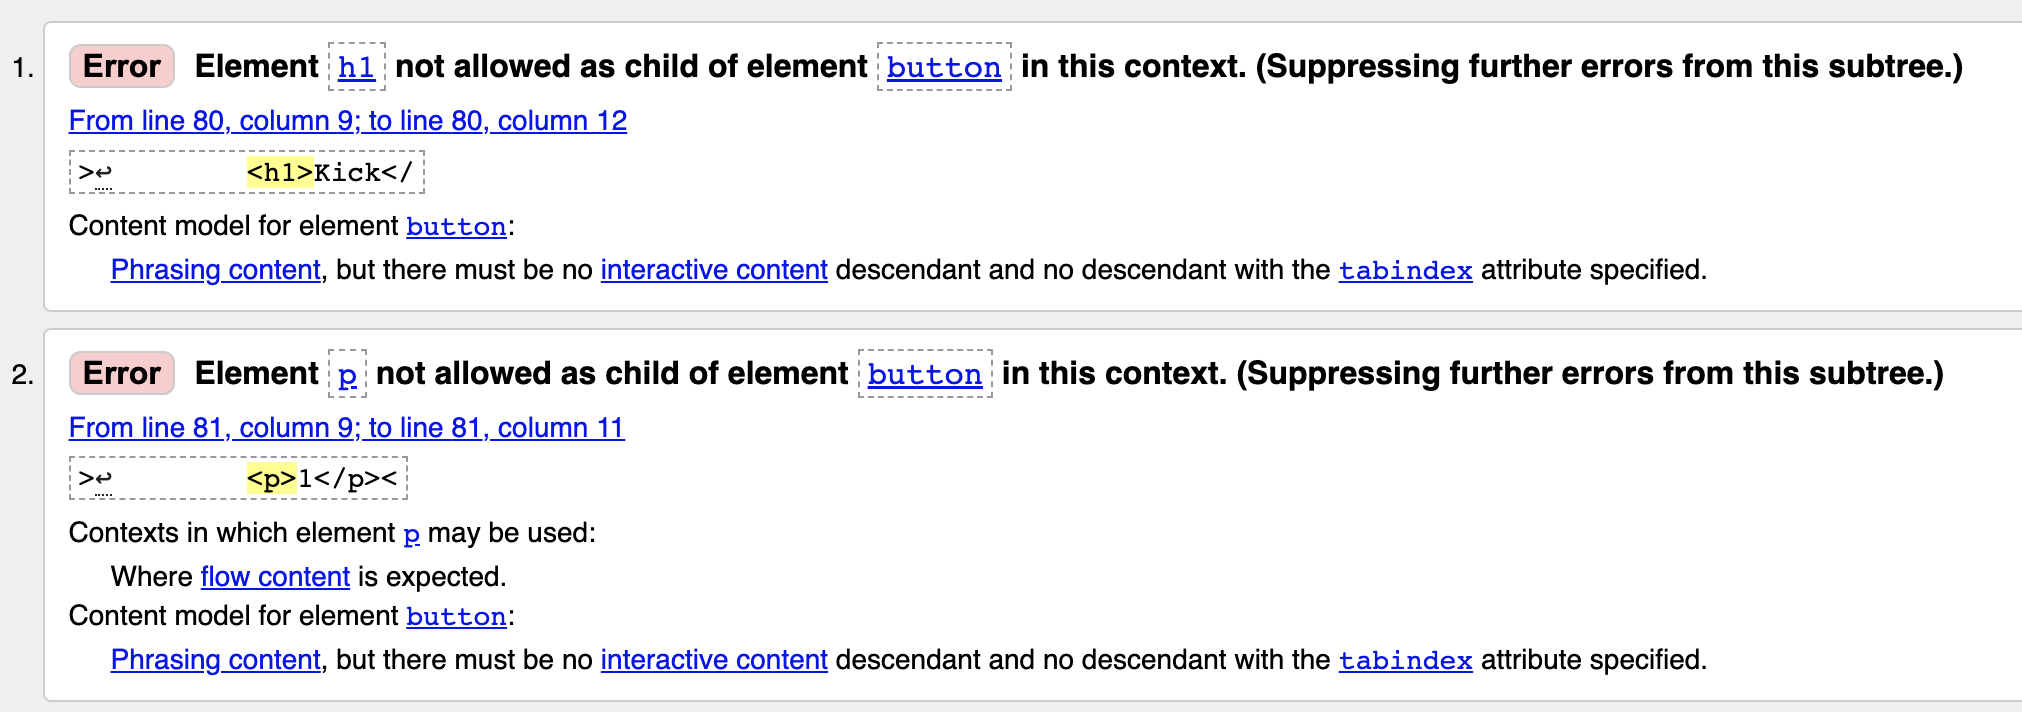 1. Error Element h1 not allowed as child of element button in this context. (Suppressing further errors from this subtree.)
From line 80, column 9; to line 80, column 12
>↩        <h1>Kick</
Content model for element button:
Phrasing content, but there must be no interactive content descendant and no descendant with the tabindex attribute specified.
2. Error Element p not allowed as child of element button in this context. (Suppressing further errors from this subtree.)
From line 81, column 9; to line 81, column 11
>↩        <p>1</p><
Contexts in which element p may be used:
Where flow content is expected.
Content model for element button:
Phrasing content, but there must be no interactive content descendant and no descendant with the tabindex attribute specified.